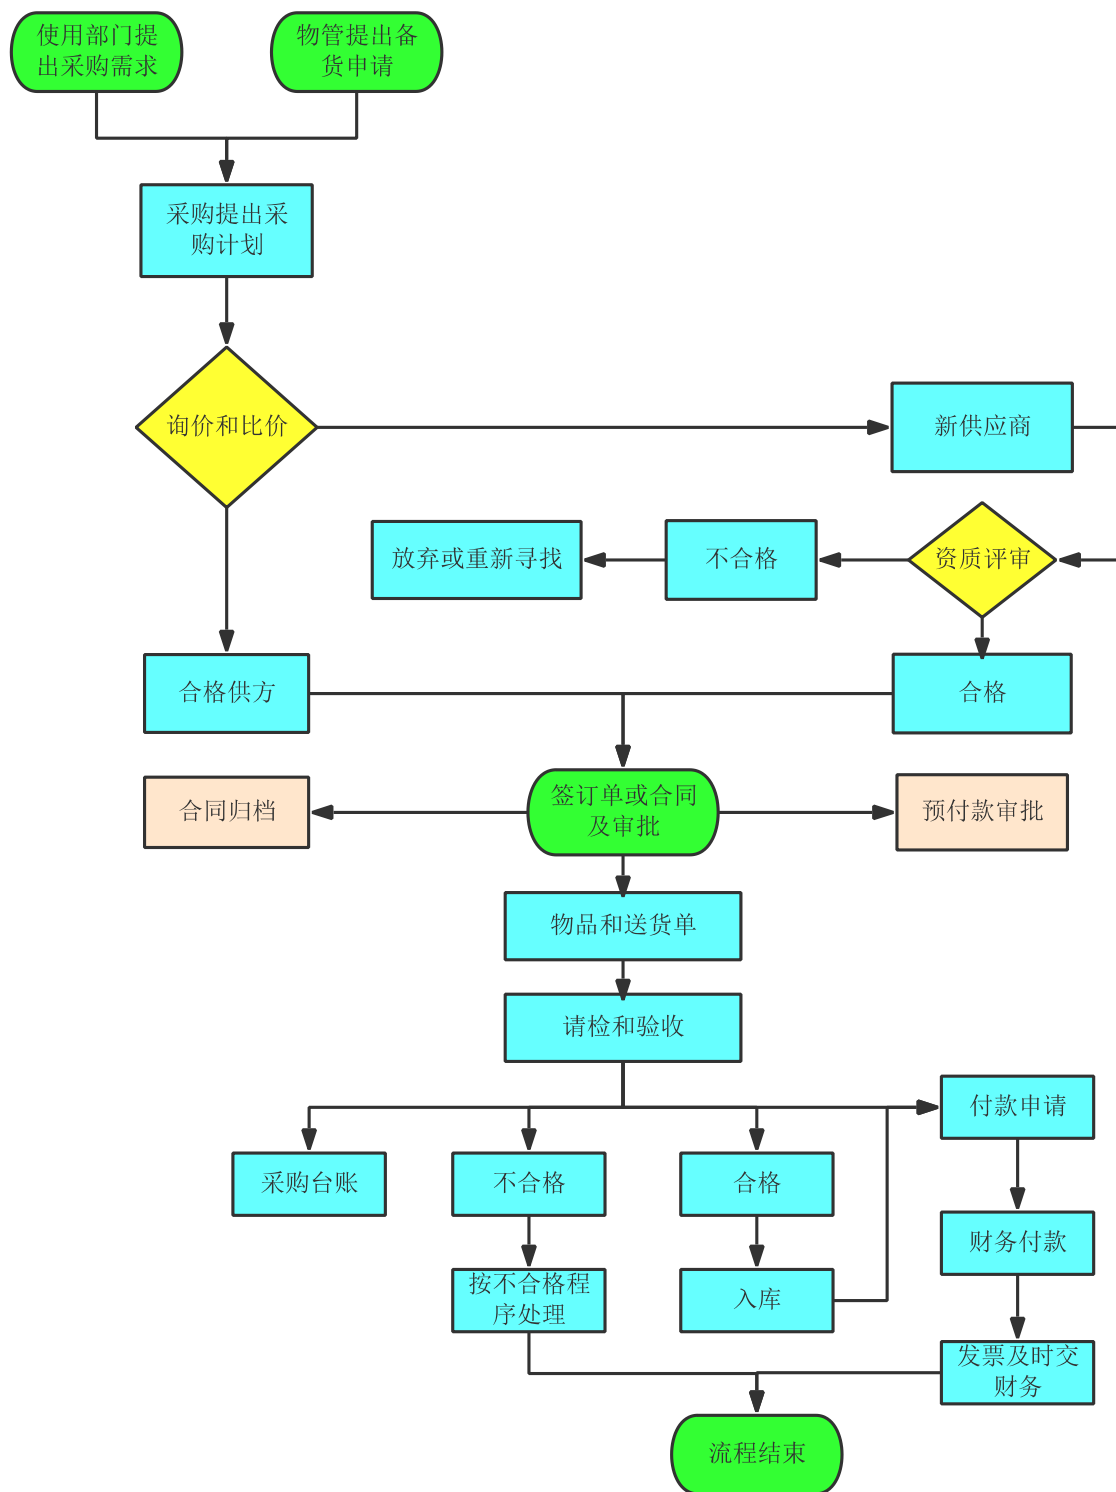 使用部门提
出采购需求
物管提出备
货申请
采购提出采
购计划
询价和比价
新供应商
放弃或重新寻找
不合格
资质评审
合格供方
合格
合同归档
签订单或合同
及审批
预付款审批
物品和送货单
请检和验收
付款申请
采购台账
不合格
合格
财务付款
按不合格程
序处理
入库
发票及时交
财务
流程结束